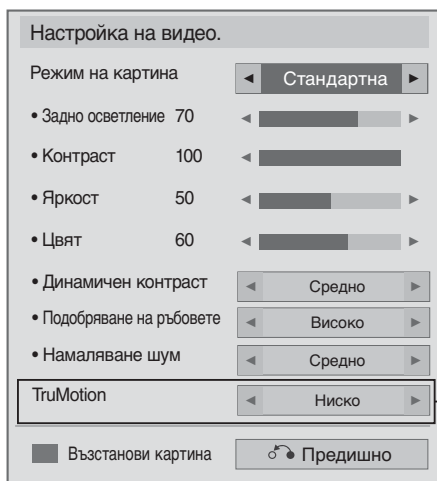 Настройка на видео.
Режим на картина ◄ Стандартна ►
• Задно осветление 70 ◄ ►
• Контраст 100 ◄
• Яркост 50 ◄ ►
• Цвят 60 ◄ ►
• Динамичен контраст ◄ Средно ►
• Подобряване на ръбовете ◄ Високо ►
• Намаляване шум ◄ Средно ►
TruMotion ◄ Ниско ►
Възстанови картина Предишно